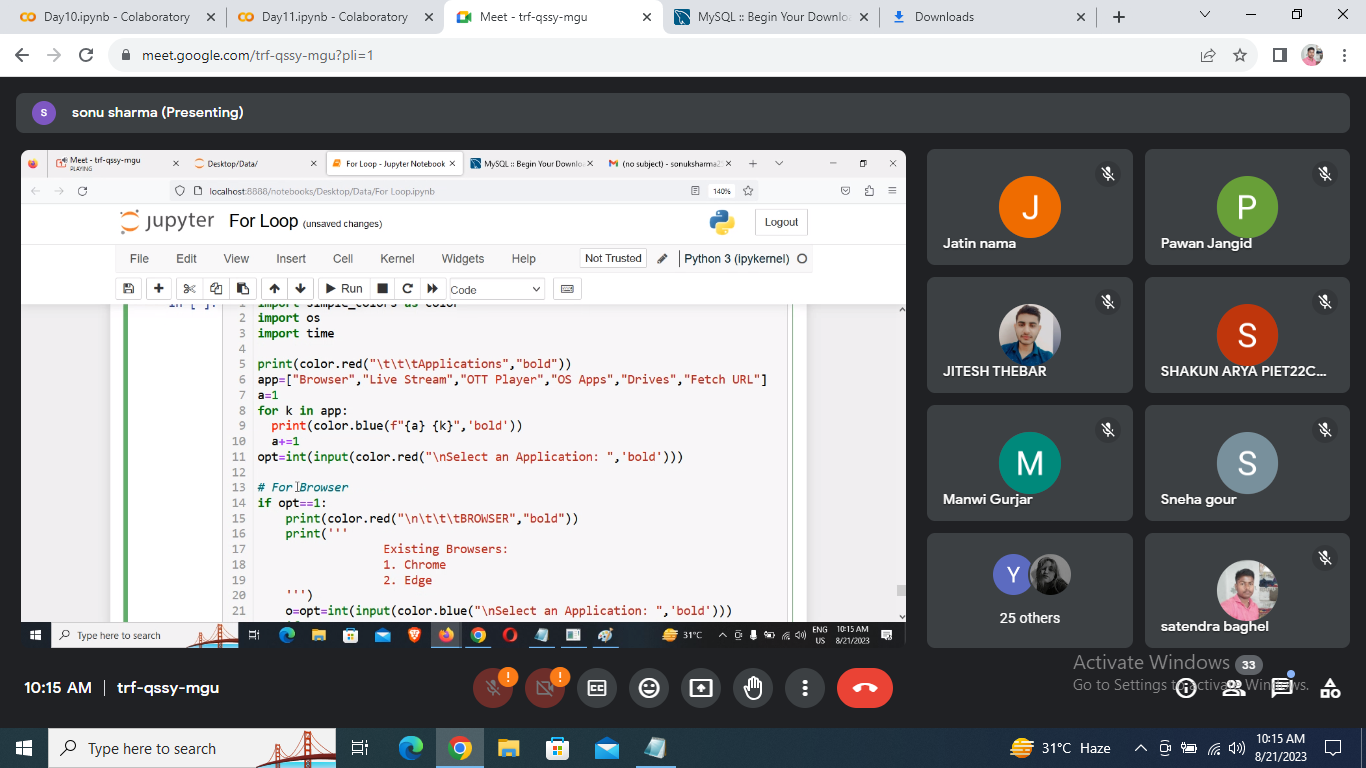 Day10.ipynb - Colaboratory
Day11.ipynb - Colaboratory
Meet - trf-qssy-mgu
MySQL :: Begin Your Downlo
Downloads
meet.google.com/trf-qssy-mgu?pli=1
S
sonu sharma (Presenting)
Meet - trf-qssy-mgu
PLAYING
Desktop/Data/
For Loop - Jupyter Notebook
MySQL :: Begin Your Downlo
(no subject) - sonuksharma2
localhost:8888/notebooks/Desktop/Data/For Loop.ipynb
140%
jupyter For Loop (unsaved changes)
Logout
File Edit View Insert Cell Kernel Widgets Help
Not Trusted
Python 3 (ipykernel)
Run
Code
In [ ]:
1 import simple_colors as color
2 import os
3 import time
4
5 print(color.red("\t\t\tApplications","bold"))
6 app=["Browser","Live Stream","OTT Player","OS Apps","Drives","Fetch URL"]
7 a=1
8 for k in app:
9   print(color.blue(f"{a} {k}",'bold'))
10   a+=1
11 opt=int(input(color.red("\nSelect an Application: ",'bold')))
12
13 # For Browser
14 if opt==1:
15     print(color.red("\n\t\t\tBROWSER","bold"))
16     print('''
17                   Existing Browsers:
18                   1. Chrome
19                   2. Edge
20     ''')
21     o=opt=int(input(color.blue("\nSelect an Application: ",'bold')))
Type here to search
31°C
ENG
US
10:15 AM
8/21/2023
J
Jatin nama
P
Pawan Jangid
JITESH THEBAR
S
SHAKUN ARYA PIET22C...
M
Manwi Gurjar
S
Sneha gour
Y
25 others
satendra baghel
10:15 AM
trf-qssy-mgu
Activate Windows
Go to Settings to activate Windows.
33
Type here to search
31°C Haze
10:15 AM
8/21/2023